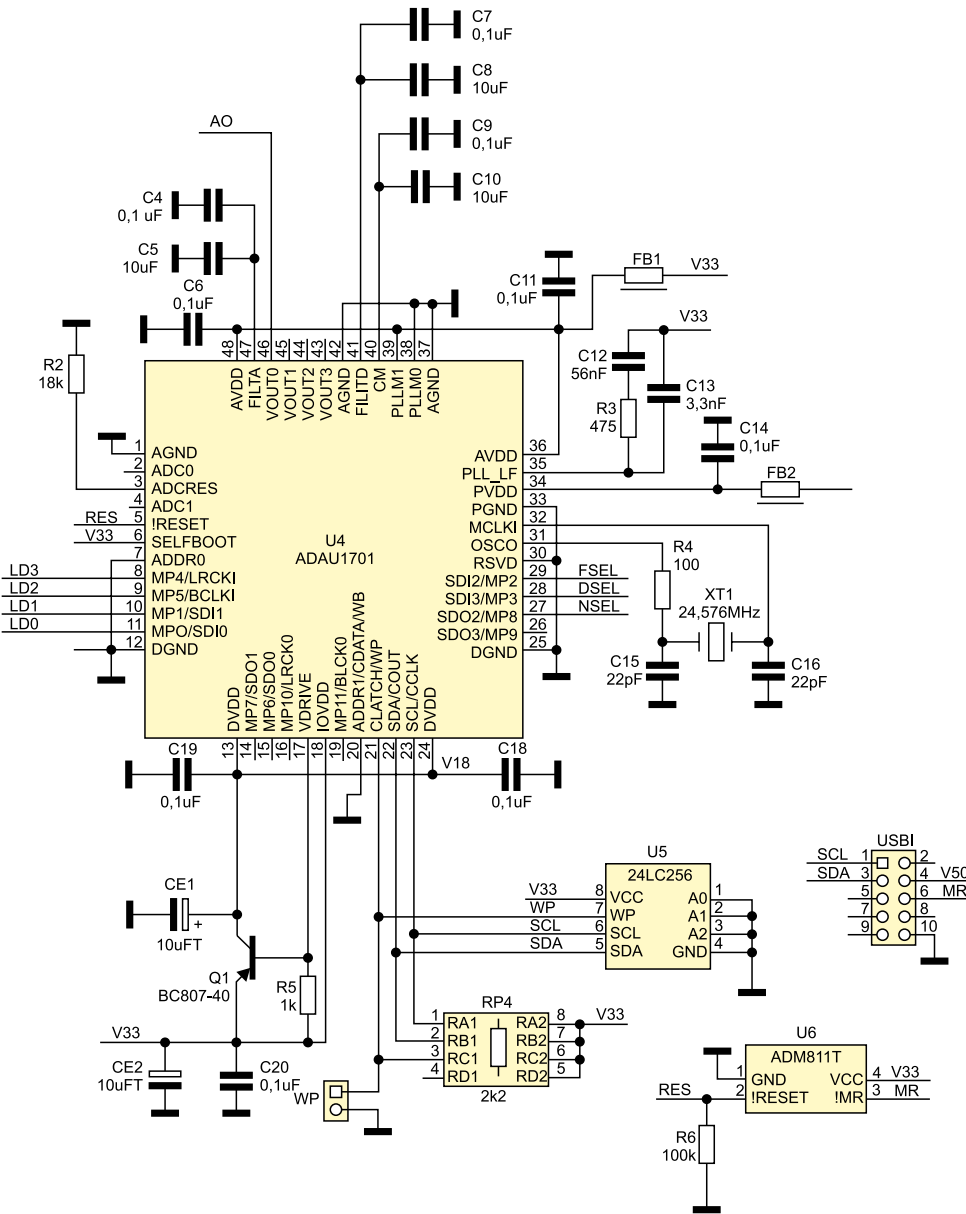 C7
0,1uF
C8
10uF
C9
0,1uF
C10
10uF
AO
C4
0,1 uF
C5
10uF
C6
0,1uF
C11
0,1uF
FB1
V33
V33
C12
56nF
C13
3,3nF
R3
475
C14
0,1uF
FB2
R2
18k
48 47 46 45 44 43 42 41 40 39 38 37
AVDD
FILTA
VOUT0
VOUT1
VOUT2
VOUT3
AGND
FILITD
CM
PLLM1
PLLM0
AGND
1 AGND
2 ADC0
3 ADCRES
4 ADC1
RES 5 !RESET
V33 6 SELFBOOT
7 ADDR0
LD3 8 MP4/LRCKI
LD2 9 MP5/BCLKI
LD1 10 MP1/SDI1
LD0 11 MPO/SDI0
12 DGND
U4
ADAU1701
AVDD 36
PLL_LF 35
PVDD 34
PGND 33
MCLKI 32
OSCO 31
RSVD 30
SDI2/MP2 29 FSEL
SDI3/MP3 28 DSEL
SDO2/MP8 27 NSEL
SDO3/MP9 26
DGND 25
R4
100
XT1
24,576MHz
C15
22pF
C16
22pF
DVDD
MP7/SDO1
MP6/SDO0
MP10/LRCK0
VDRIVE
IOVDD
MP11/BLCK0
ADDR1/CDATA/WB
CLATCH/WP
SDA/COUT
SCL/CCLK
DVDD
13 14 15 16 17 18 19 20 21 22 23 24
C19
0,1uF
V18
C18
0,1uF
CE1
+
10uFT
Q1
BC807-40
R5
1k
V33
CE2
10uFT
C20
0,1uF
WP
U5
24LC256
V33 8 VCC A0 1
WP 7 WP A1 2
SCL 6 SCL A2 3
SDA 5 SDA GND 4
RP4
1 RA1 RA2 8 V33
2 RB1 RB2 7
3 RC1 RC2 6
4 RD1 RD2 5
2k2
USBI
SCL 1 2
SDA 3 4 V50
5 6 MR
7 8
9 10
U6
ADM811T
1 GND VCC 4 V33
RES 2 !RESET !MR 3 MR
R6
100k